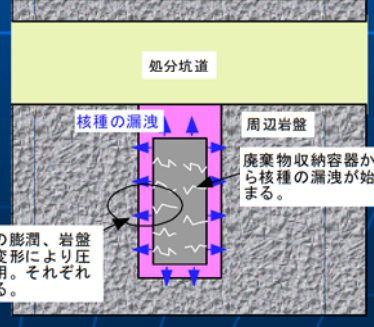 処分坑道
核種の漏洩
周辺岩盤
廃棄物収納容器か
ら核種の漏洩が始
まる。
の膨潤、岩盤
変形により圧
用。それぞれ
る。